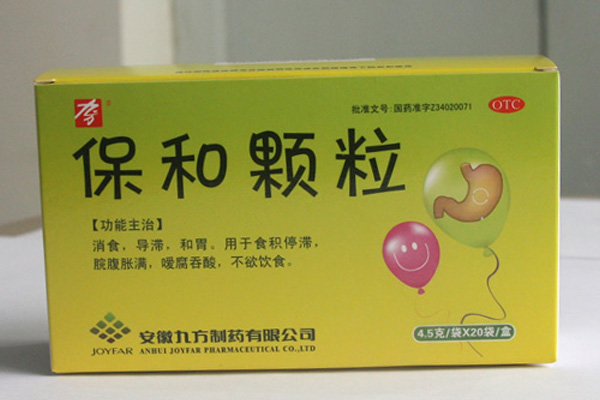 九方
批准文号:国药准字Z34020071
OTC
保和颗粒
【功能主治】
消食，导滞，和胃。用于食积停滞，
脘腹胀满，嗳腐吞酸，不欲饮食。
4.5克/袋X20袋/盒
JOYFAR
安徽九方制药有限公司
ANHUI JOYFAR PHARMACEUTICAL CO.,LTD